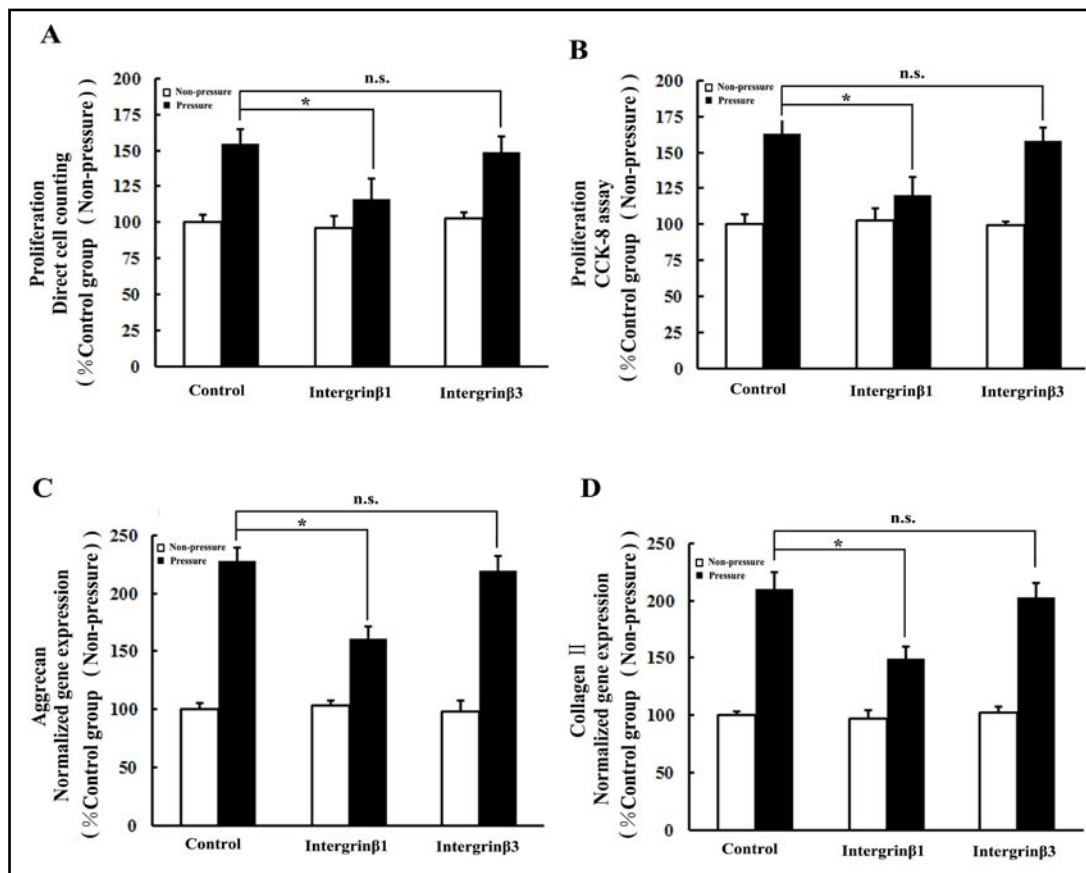 A
n.s.
*
Non-pressure
Pressure
200
175
150
125
100
75
50
25
0
Proliferation
Direct cell counting
( %Control group ( Non-pressure) )
Control
Intergrinβ1
Intergrinβ3
B
n.s.
*
Non-pressure
Pressure
200
175
150
125
100
75
50
25
0
Proliferation
CCK-8 assay
( %Control group ( Non-pressure) )
Control
Intergrinβ1
Intergrinβ3
C
n.s.
*
Non-pressure
Pressure
250
200
150
100
50
0
Aggrecan
Normalized gene expression
( %Control group ( Non-pressure) )
Control
Intergrinβ1
Intergrinβ3
D
n.s.
*
Non-pressure
Pressure
250
200
150
100
50
0
Collagen Ⅱ
Normalized gene expression
( %Control group ( Non-pressure) )
Control
Intergrinβ1
Intergrinβ3